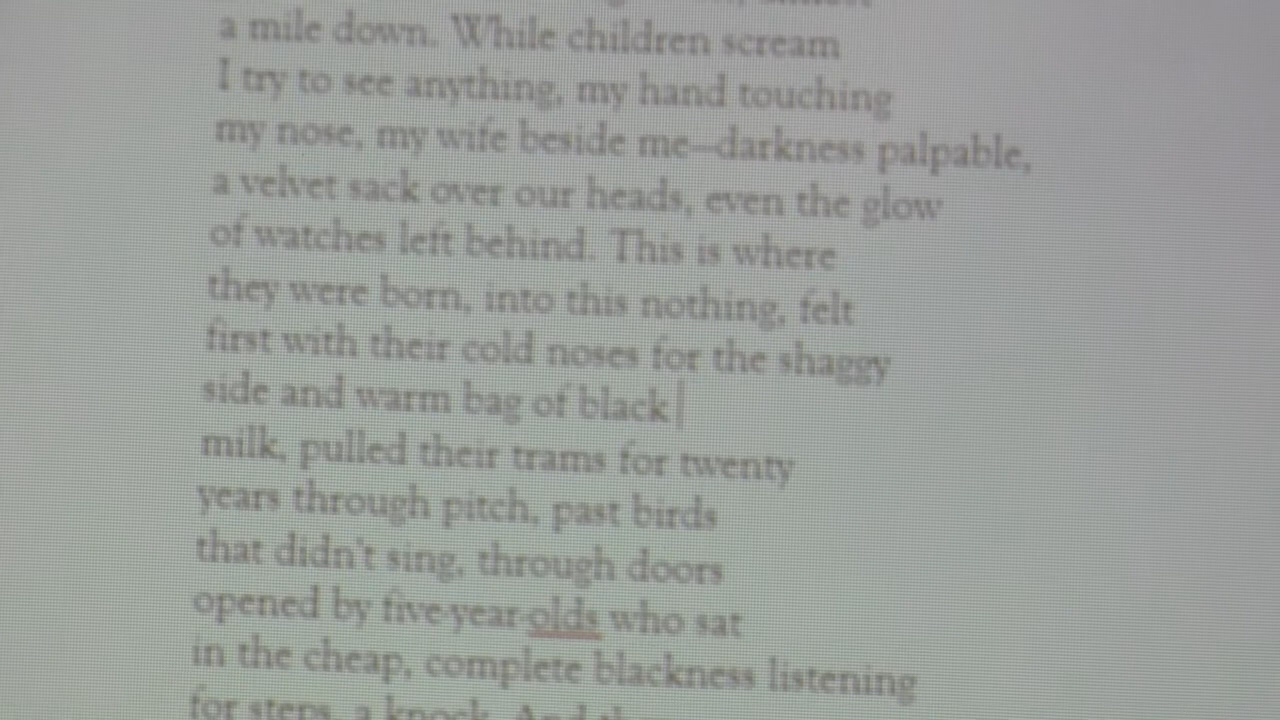 a mile down. While children scream
I try to see anything, my hand touching
my nose, my wife beside me—darkness palpable,
a velvet sack over our heads, even the glow
of watches left behind. This is where
they were born, into this nothing, felt
first with their cold noses for the shaggy
side and warm bag of black
milk, pulled their trams for twenty
years through pitch, past birds
that didn't sing, through doors
opened by five-year-olds who sat
in the cheap, complete blackness listening
for steps, a knock. And